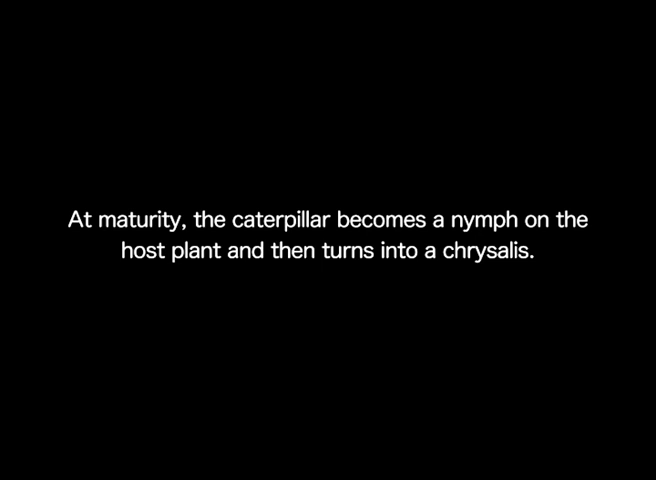 At maturity, the caterpillar becomes a nymph on the
host plant and then turns into a chrysalis.